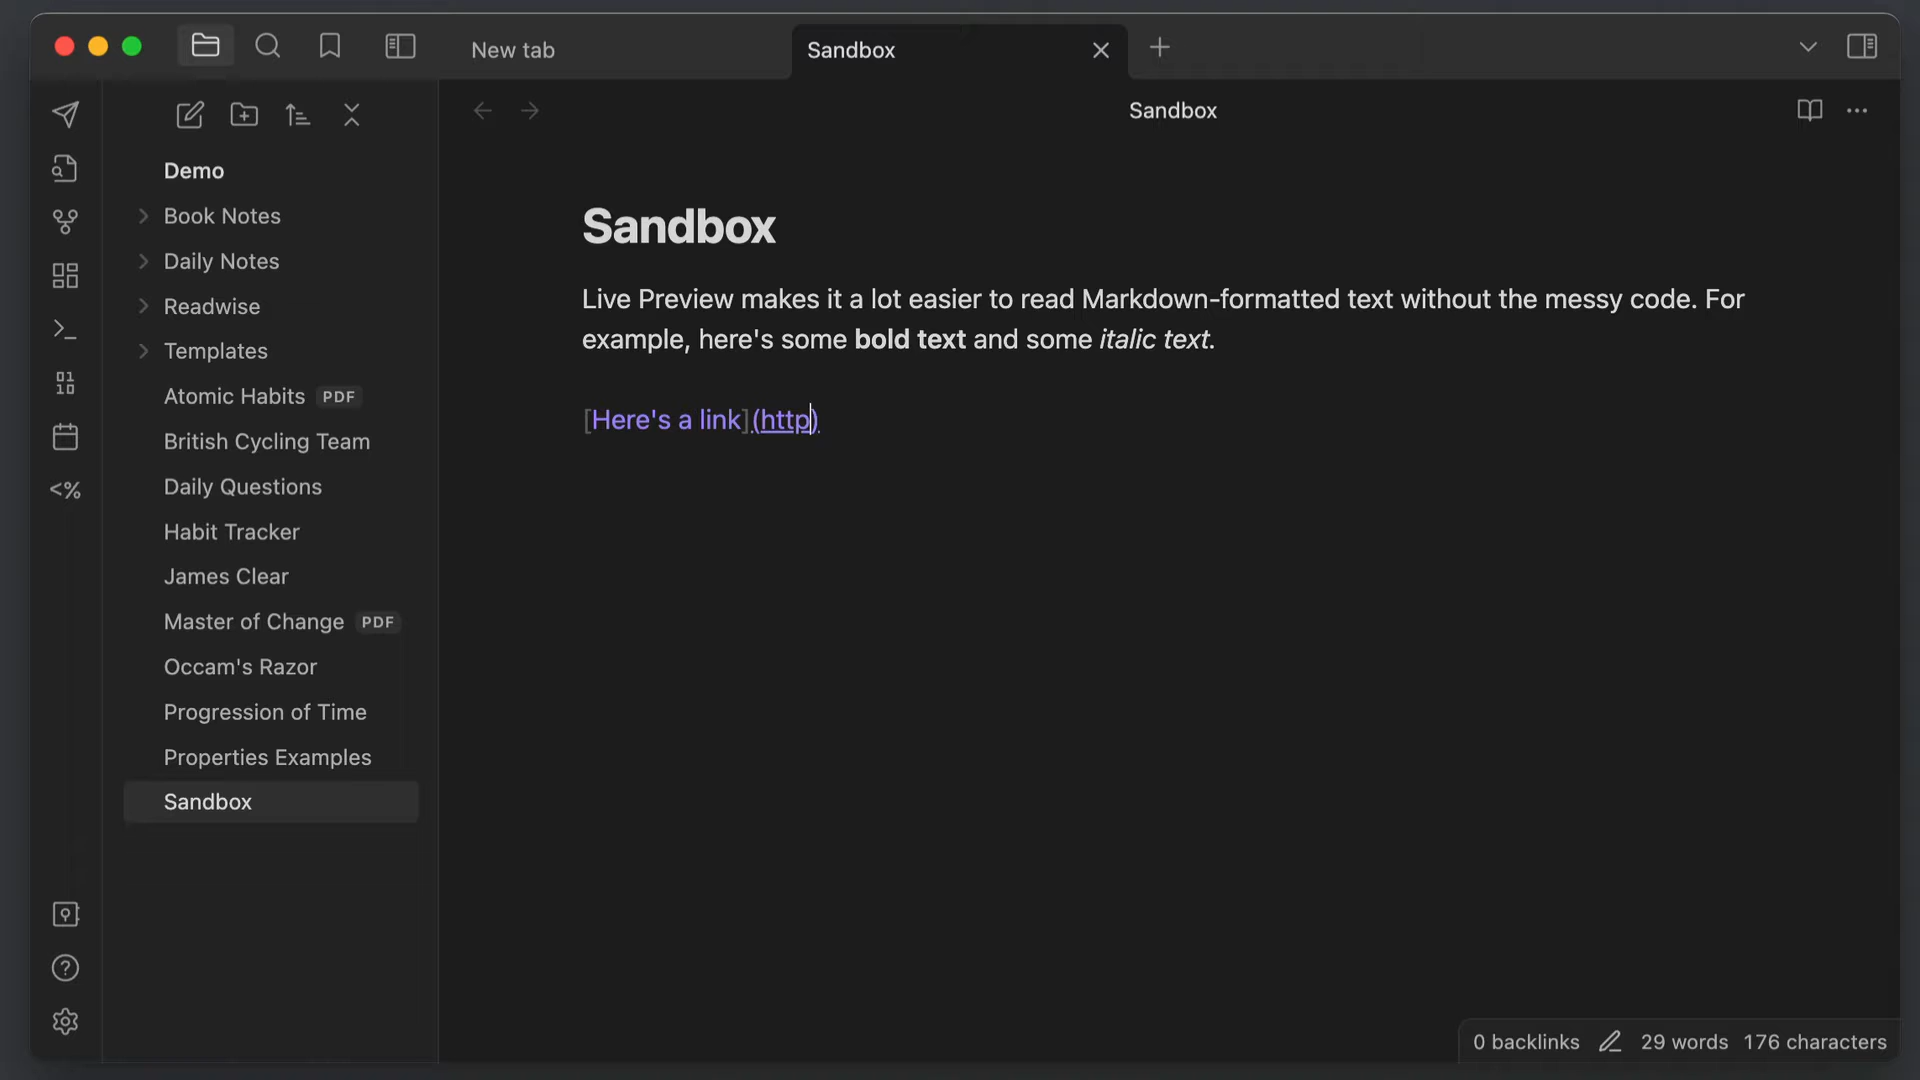 New tab
Sandbox
Sandbox
Demo
Book Notes
Daily Notes
Readwise
Templates
Atomic Habits PDF
British Cycling Team
Daily Questions
Habit Tracker
James Clear
Master of Change PDF
Occam's Razor
Progression of Time
Properties Examples
Sandbox
<%
Sandbox
Live Preview makes it a lot easier to read Markdown-formatted text without the messy code. For
example, here's some bold text and some italic text.
[Here's a link](http)
0 backlinks 29 words 176 characters